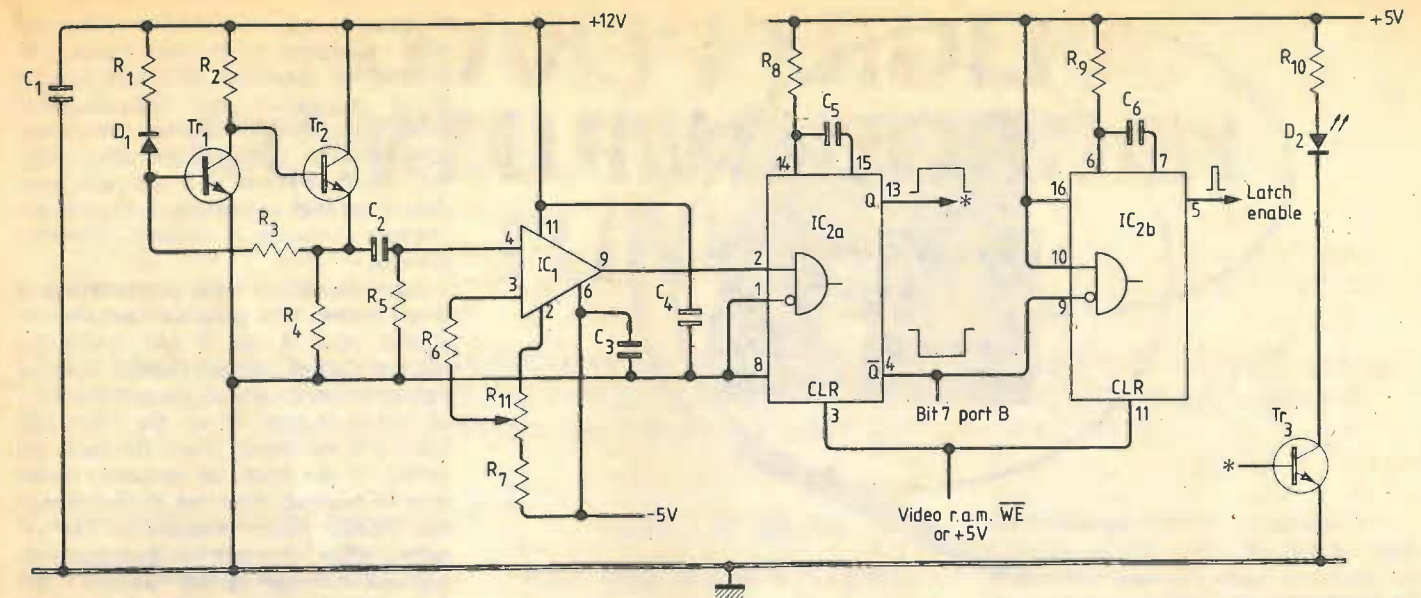 +12V
+5V
C1
R1
R2
D1
Tr1
Tr2
R3
R4
C2
R5
4
3
IC1
11
9
6
2
R6
R11
R7
C3
C4
-5V
R8
C5
14
15
13
Q
*
IC2a
2
1
8
4
Q̅
CLR
3
Bit 7 port B
Video r.a.m. W̅E̅
or +5V
R9
C6
6
7
16
IC2b
5
Latch
enable
10
9
CLR
11
R10
D2
Tr3
*